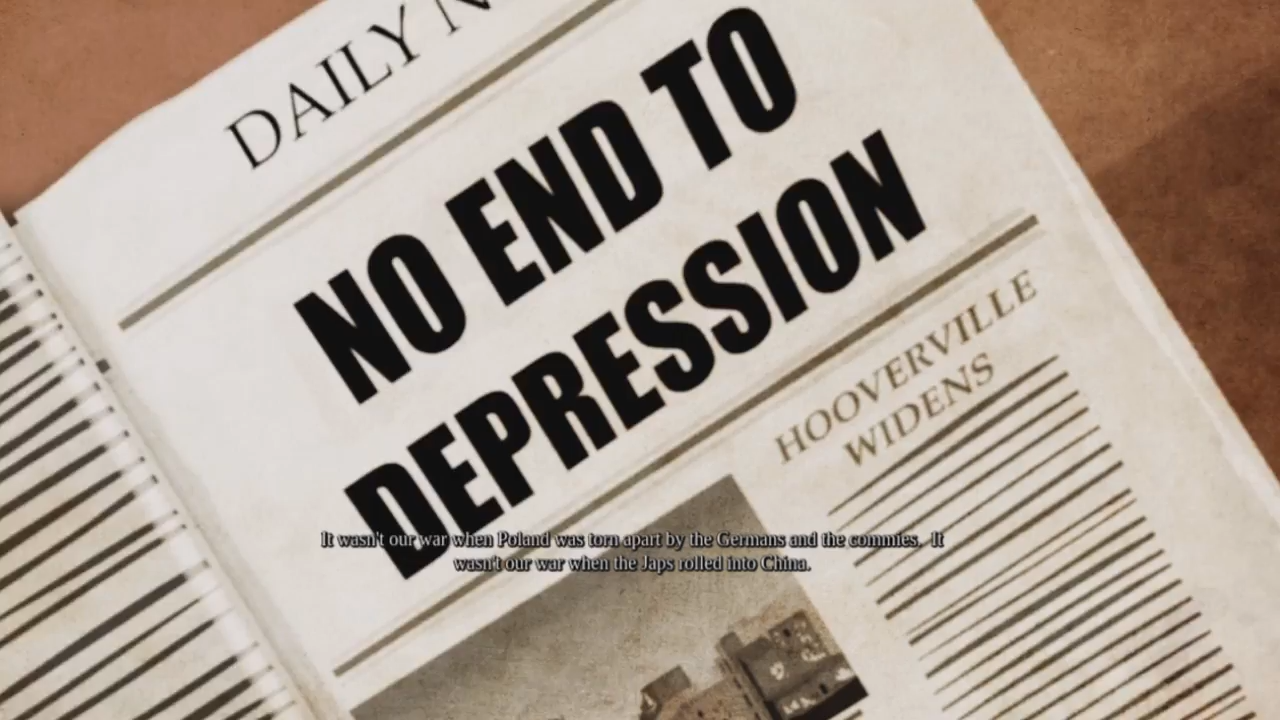 DAILY N
NO END TO
DEPRESSION
HOOVERVILLE
WIDENS
It wasn't our war when Poland was torn apart by the Germans and the commies. It
wasn't our war when the Japs rolled into China.